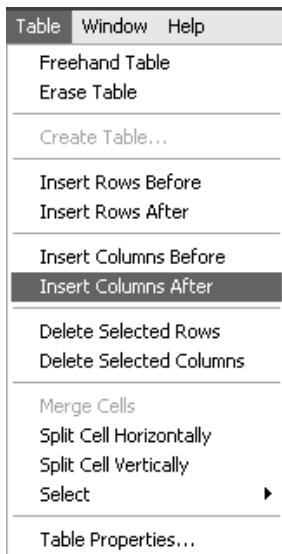 Table Window Help
Freehand Table
Erase Table
Create Table...
Insert Rows Before
Insert Rows After
Insert Columns Before
Insert Columns After
Delete Selected Rows
Delete Selected Columns
Merge Cells
Split Cell Horizontally
Split Cell Vertically
Select
Table Properties...